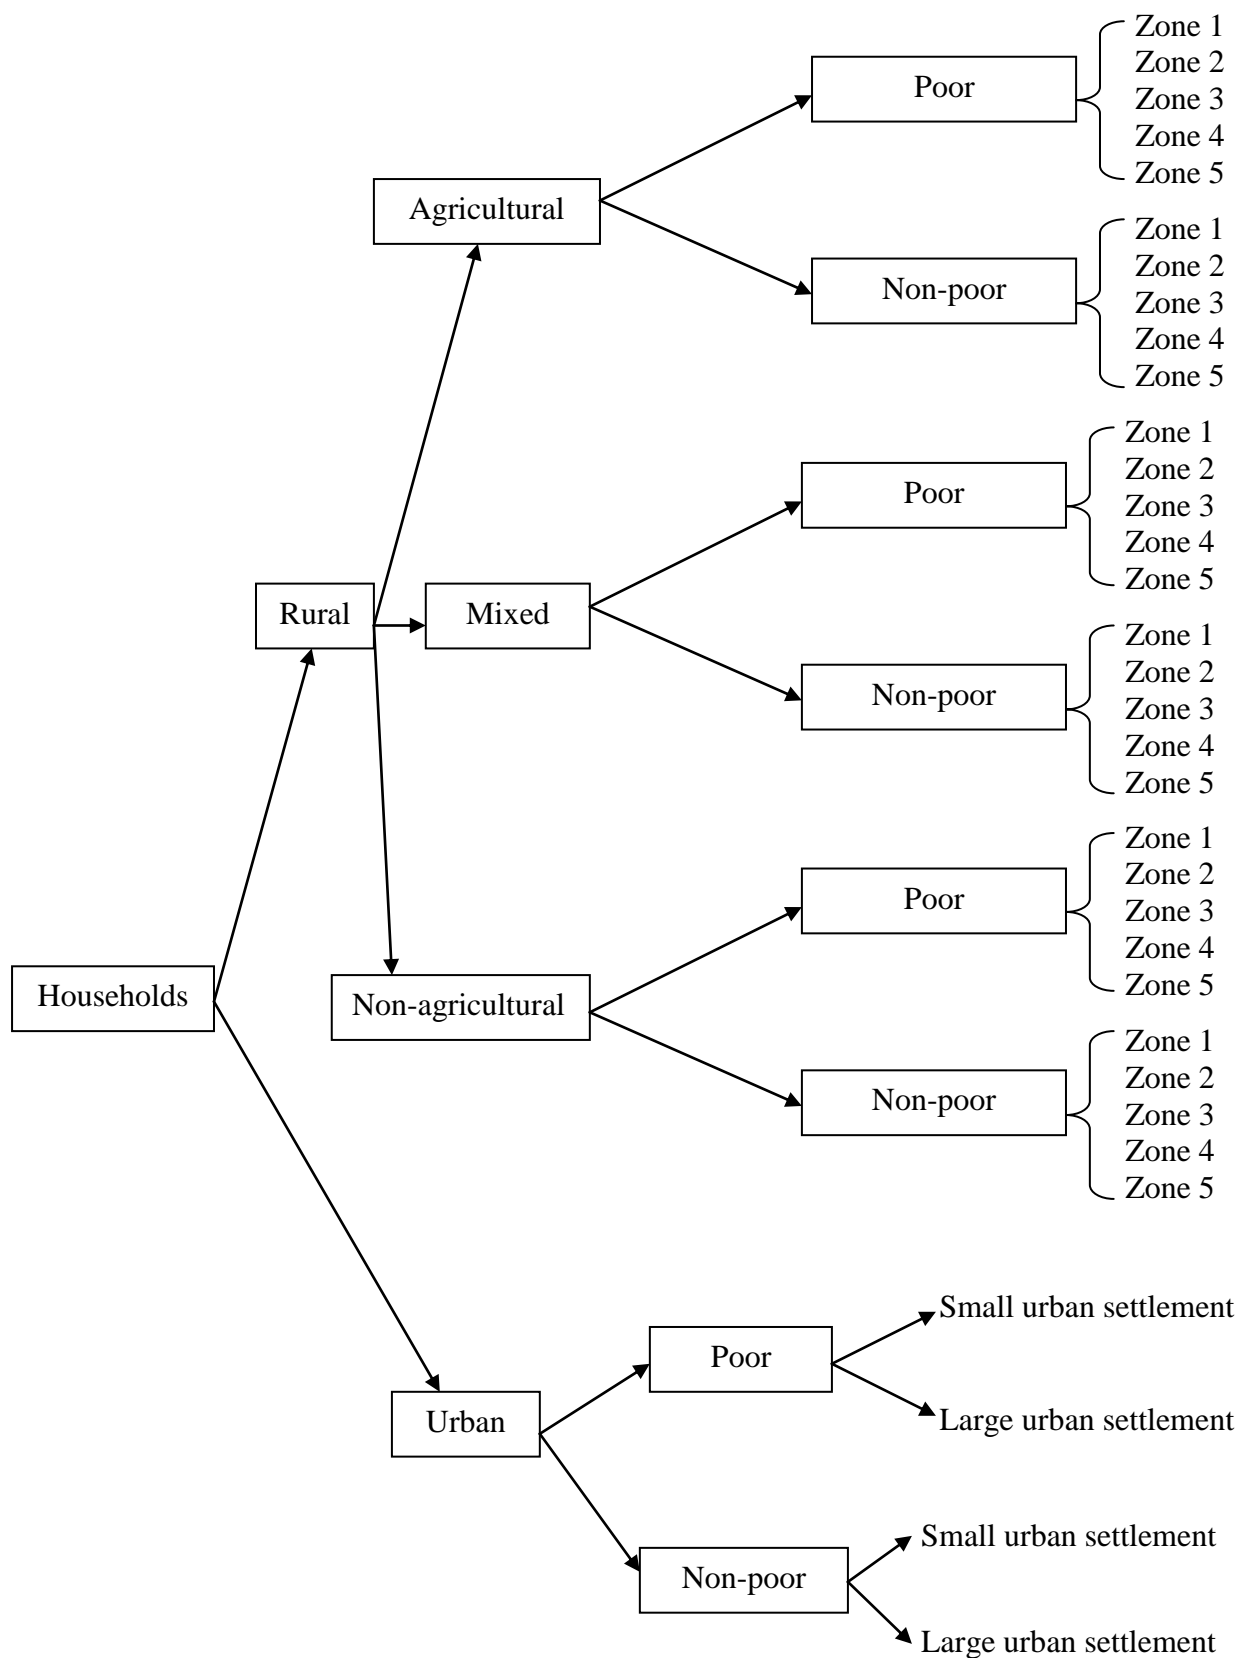 Households
Rural
Agricultural
Poor
Zone 1
Zone 2
Zone 3
Zone 4
Zone 5
Non-poor
Zone 1
Zone 2
Zone 3
Zone 4
Zone 5
Mixed
Poor
Zone 1
Zone 2
Zone 3
Zone 4
Zone 5
Non-poor
Zone 1
Zone 2
Zone 3
Zone 4
Zone 5
Non-agricultural
Poor
Zone 1
Zone 2
Zone 3
Zone 4
Zone 5
Non-poor
Zone 1
Zone 2
Zone 3
Zone 4
Zone 5
Urban
Poor
Small urban settlement
Large urban settlement
Non-poor
Small urban settlement
Large urban settlement